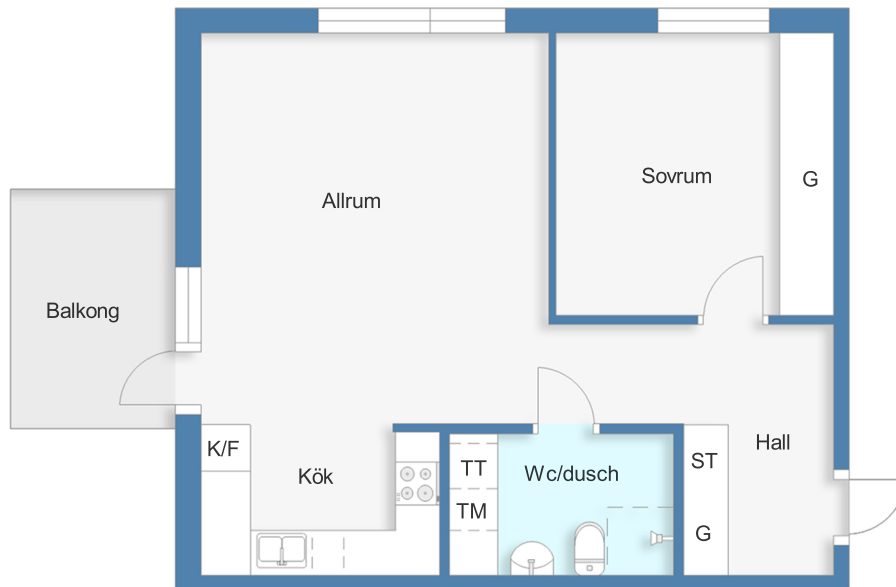 Allrum
Sovrum
G
Balkong
K/F
Kök
TT
TM
Wc/dusch
ST
G
Hall